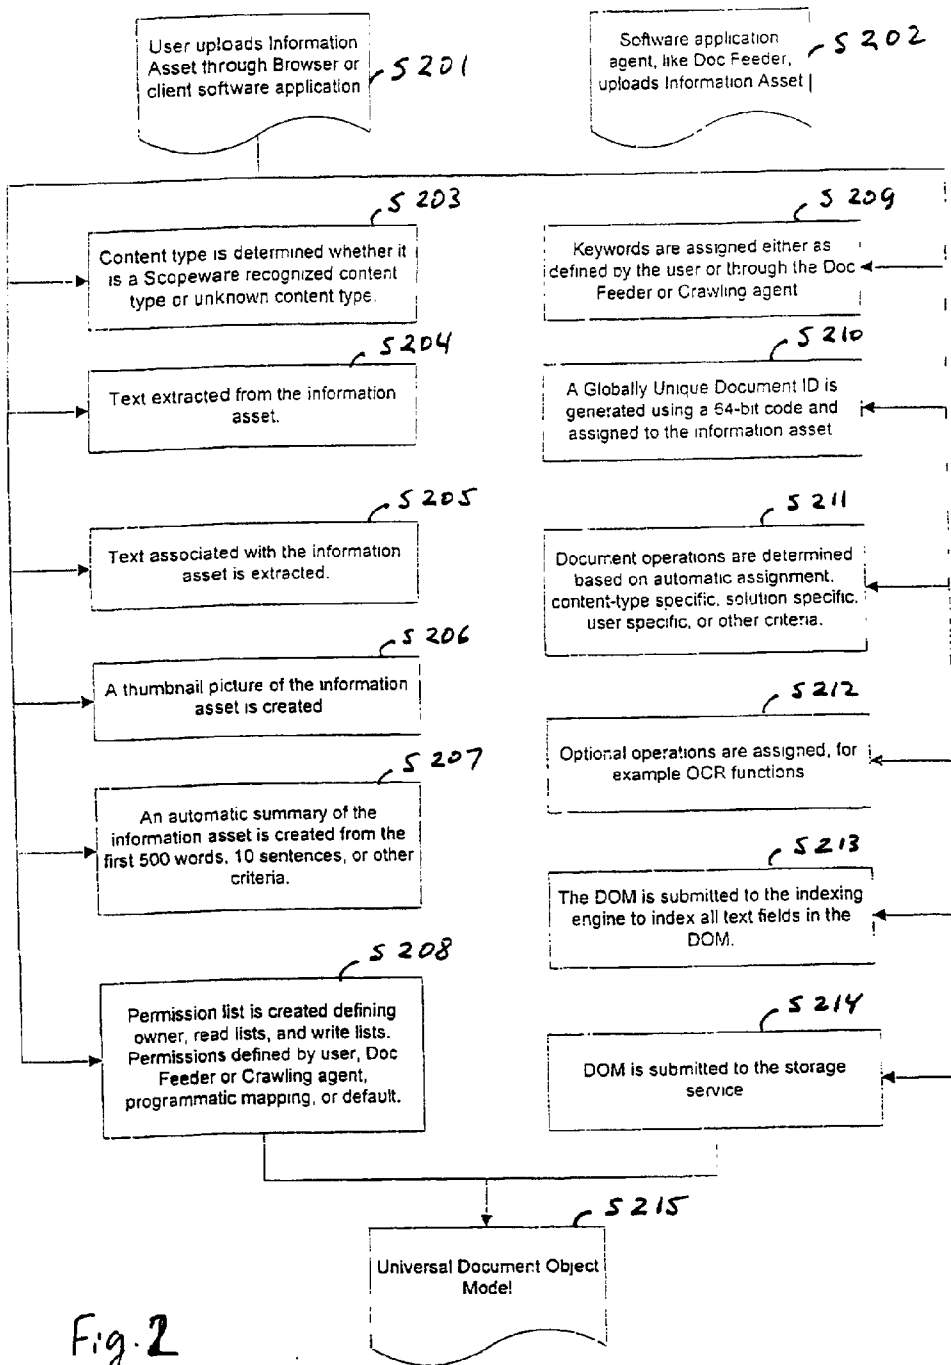 User uploads Information
Asset through Browser or
client software application
S201
Software application
agent, like Doc Feeder,
uploads Information Asset
S202
S203
Content type is determined whether it
is a Scopeware recognized content
type or unknown content type.
S204
Text extracted from the information
asset.
S205
Text associated with the information
asset is extracted.
S206
A thumbnail picture of the information
asset is created
S207
An automatic summary of the
information asset is created from the
first 500 words, 10 sentences, or other
criteria.
S208
Permission list is created defining
owner, read lists, and write lists.
Permissions defined by user, Doc
Feeder or Crawling agent,
programmatic mapping, or default.
S209
Keywords are assigned either as
defined by the user or through the Doc
Feeder or Crawling agent
S210
A Globally Unique Document ID is
generated using a 64-bit code and
assigned to the information asset
S211
Document operations are determined
based on automatic assignment,
content-type specific, solution specific,
user specific, or other criteria.
S212
Optional operations are assigned, for
example OCR functions
S213
The DOM is submitted to the indexing
engine to index all text fields in the
DOM.
S214
DOM is submitted to the storage
service
S215
Universal Document Object
Model
Fig. 2